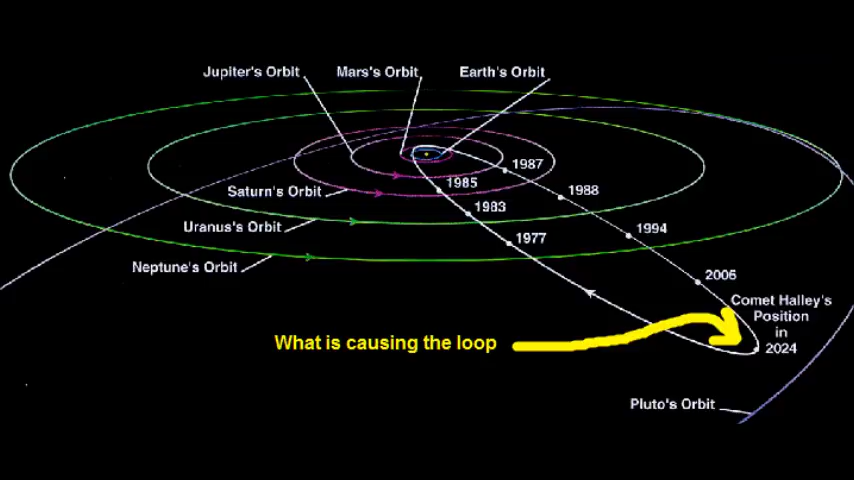 Jupiter's Orbit
Mars's Orbit
Earth's Orbit
1987
1985
1988
Saturn's Orbit
1983
Uranus's Orbit
1994
1977
Neptune's Orbit
2005
Comet Halley's
Position
in
2024
What is causing the loop
Pluto's Orbit